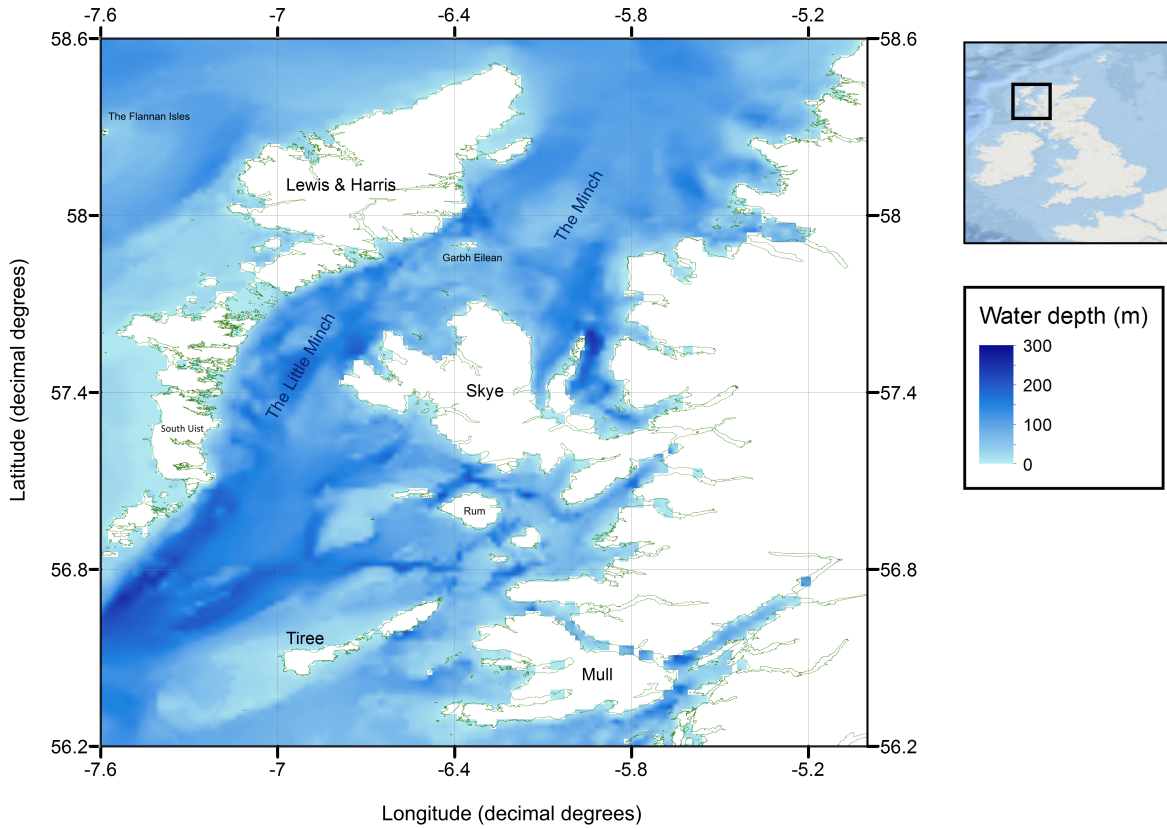 -7.6 -7 -6.4 -5.8 -5.2
58.6 58.6
The Flannan Isles
Lewis & Harris
The Minch
58 58
Garbh Eilean
The Little Minch
57.4 57.4
Skye
South Uist
Rum
56.8 56.8
Tiree
Mull
56.2 56.2
-7.6 -7 -6.4 -5.8 -5.2
Latitude (decimal degrees)
Longitude (decimal degrees)
Water depth (m)
300
200
100
0